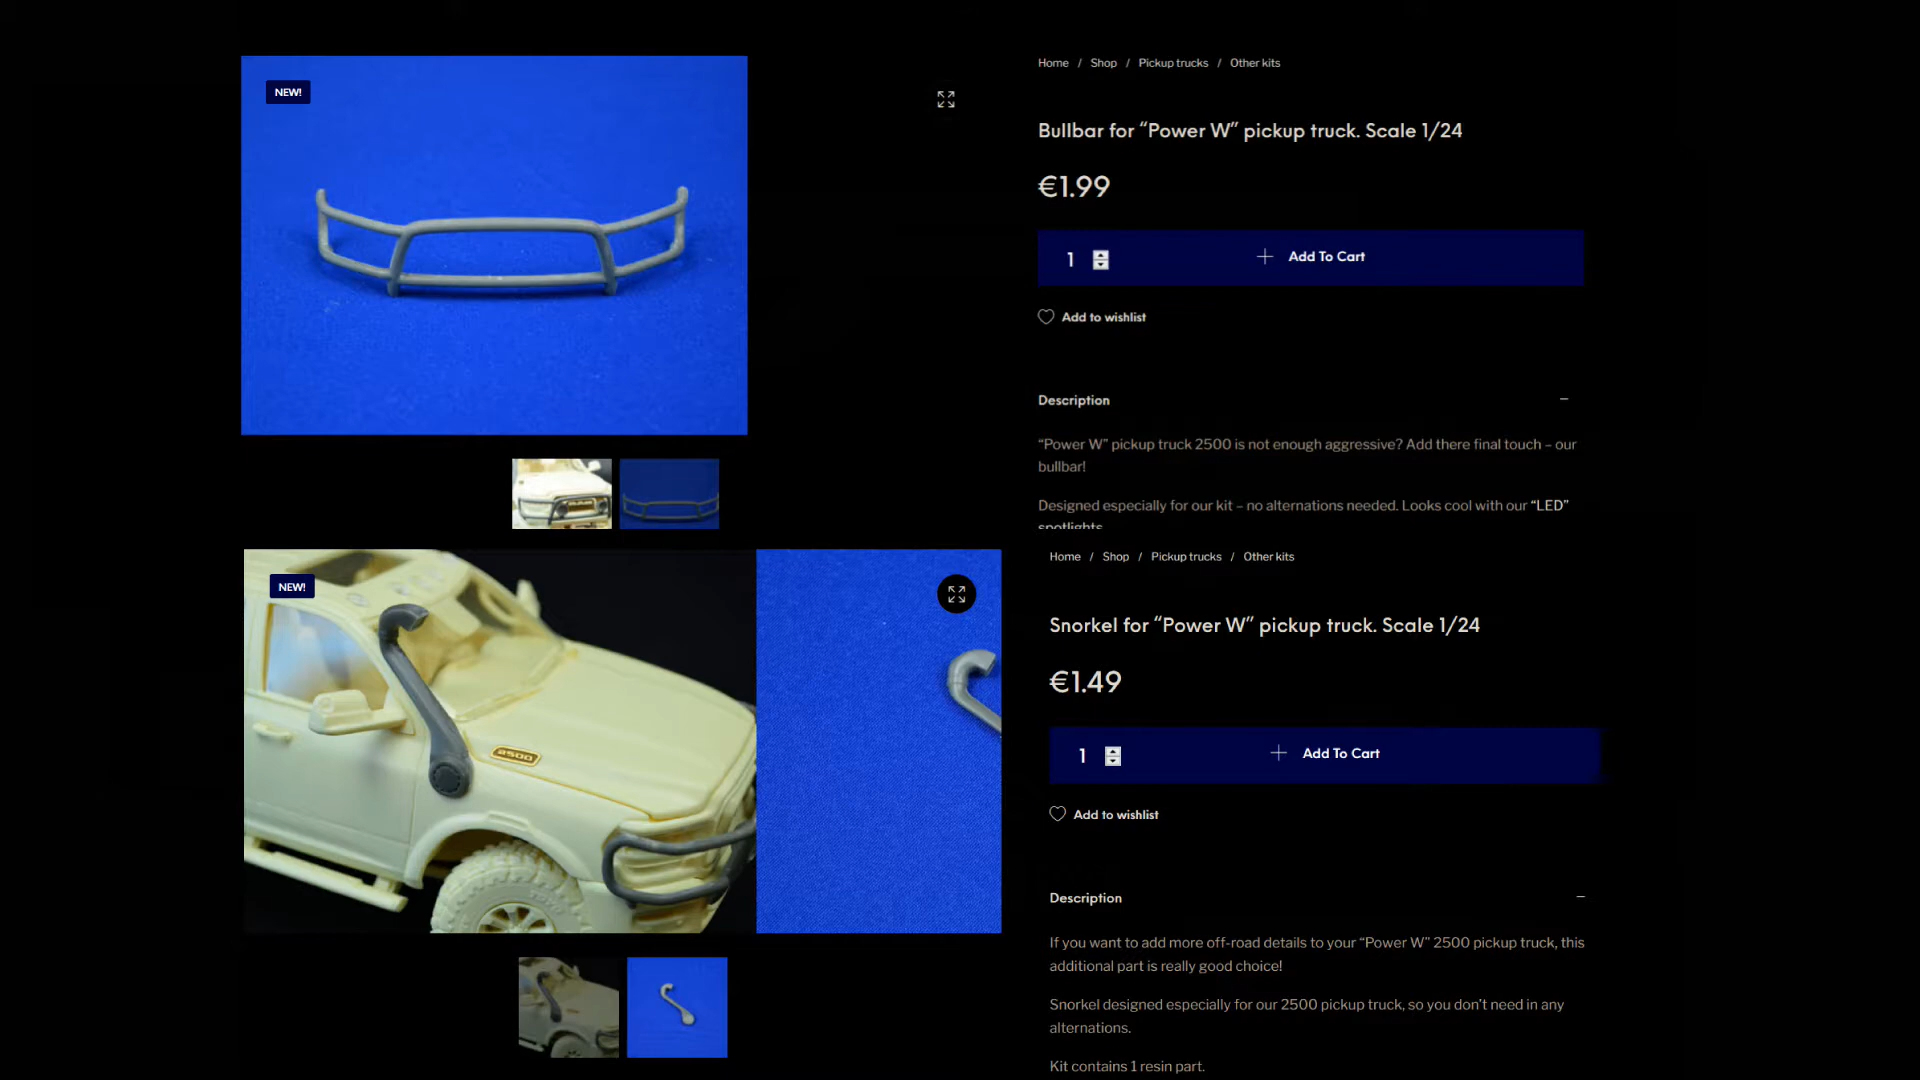 NEW!
Home / Shop / Pickup trucks / Other kits
Bullbar for “Power W” pickup truck. Scale 1/24
€1.99
1
Add To Cart
Add to wishlist
Description
“Power W” pickup truck 2500 is not enough aggressive? Add there final touch – our
bullbar!
Designed especially for our kit – no alternations needed. Looks cool with our “LED”
spotlights
NEW!
2500
Home / Shop / Pickup trucks / Other kits
Snorkel for “Power W” pickup truck. Scale 1/24
€1.49
1
Add To Cart
Add to wishlist
Description
If you want to add more off-road details to your “Power W” 2500 pickup truck, this
additional part is really good choice!
Snorkel designed especially for our 2500 pickup truck, so you don’t need in any
alternations.
Kit contains 1 resin part.